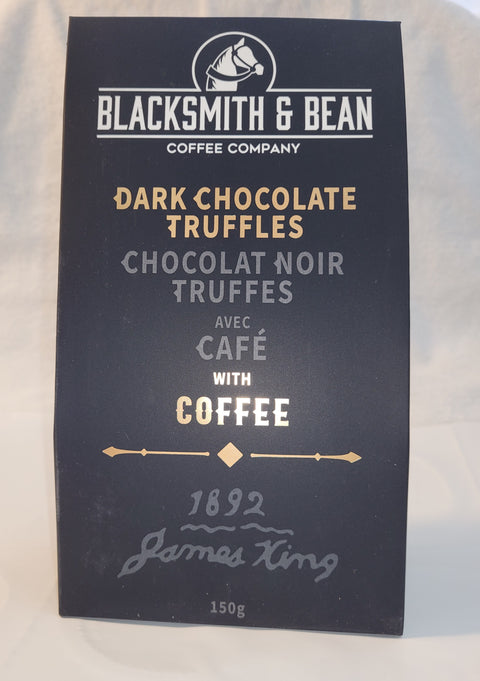 BLACKSMITH & BEAN
COFFEE COMPANY
DARK CHOCOLATE
TRUFFLES
CHOCOLAT NOIR
TRUFFES
AVEC
CAFÉ
WITH
COFFEE
1892
James King
150g